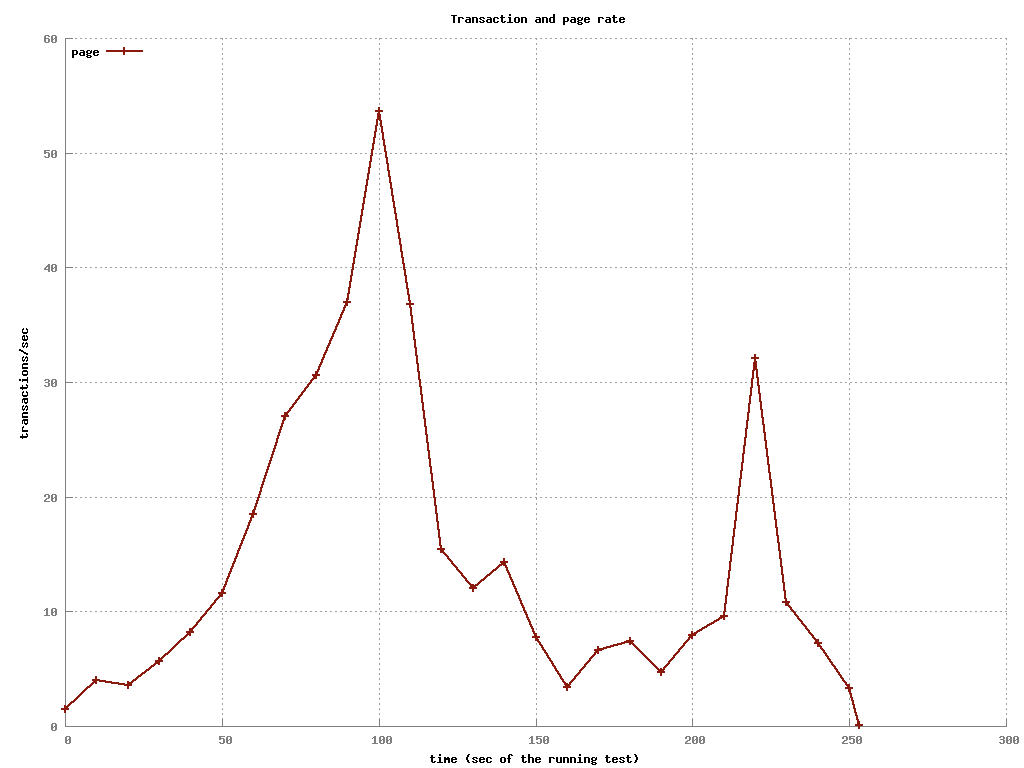 Transaction and page rate
60
page
50
40
30
transactions/sec
20
10
0
0 50 100 150 200 250 300
time (sec of the running test)